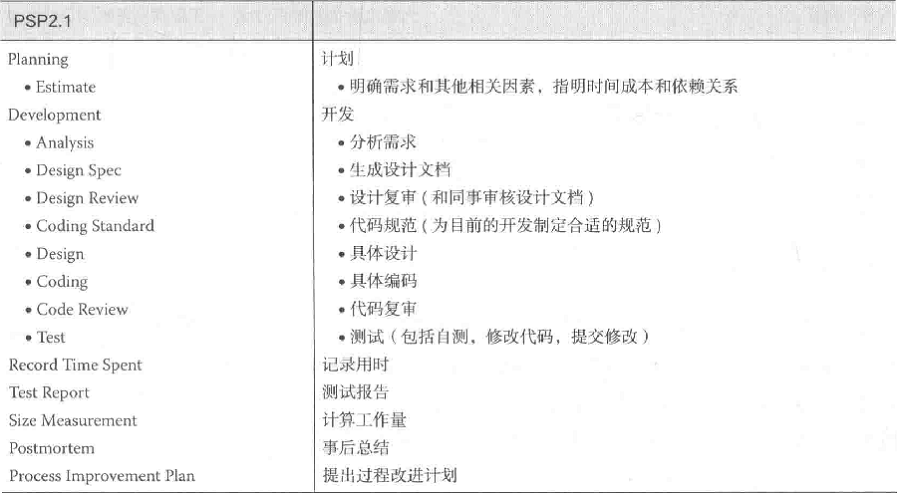 PSP2.1
Planning 计划
• Estimate • 明确需求和其他相关因素，指明时间成本和依赖关系
Development 开发
• Analysis • 分析需求
• Design Spec • 生成设计文档
• Design Review • 设计复审（和同事审核设计文档）
• Coding Standard • 代码规范（为目前的开发制定合适的规范）
• Design • 具体设计
• Coding • 具体编码
• Code Review • 代码复审
• Test • 测试（包括自测，修改代码，提交修改）
Record Time Spent 记录用时
Test Report 测试报告
Size Measurement 计算工作量
Postmortem 事后总结
Process Improvement Plan 提出过程改进计划